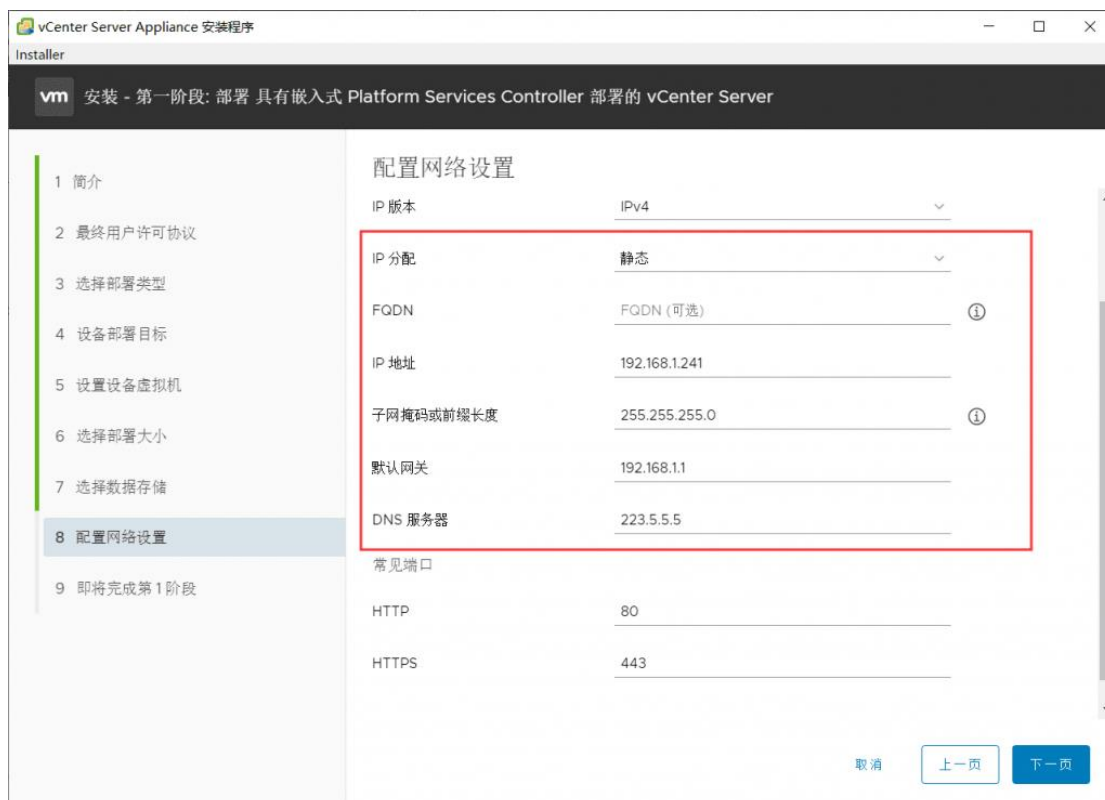 vCenter Server Appliance 安装程序
Installer
vm 安装 - 第一阶段: 部署 具有嵌入式 Platform Services Controller 部署的 vCenter Server
1 简介
2 最终用户许可协议
3 选择部署类型
4 设备部署目标
5 设置设备虚拟机
6 选择部署大小
7 选择数据存储
8 配置网络设置
9 即将完成第 1 阶段
配置网络设置
IP 版本 IPv4
IP 分配 静态
FQDN FQDN (可选)
IP 地址 192.168.1.241
子网掩码或前缀长度 255.255.255.0
默认网关 192.168.1.1
DNS 服务器 223.5.5.5
常见端口
HTTP 80
HTTPS 443
取消 上一页 下一页